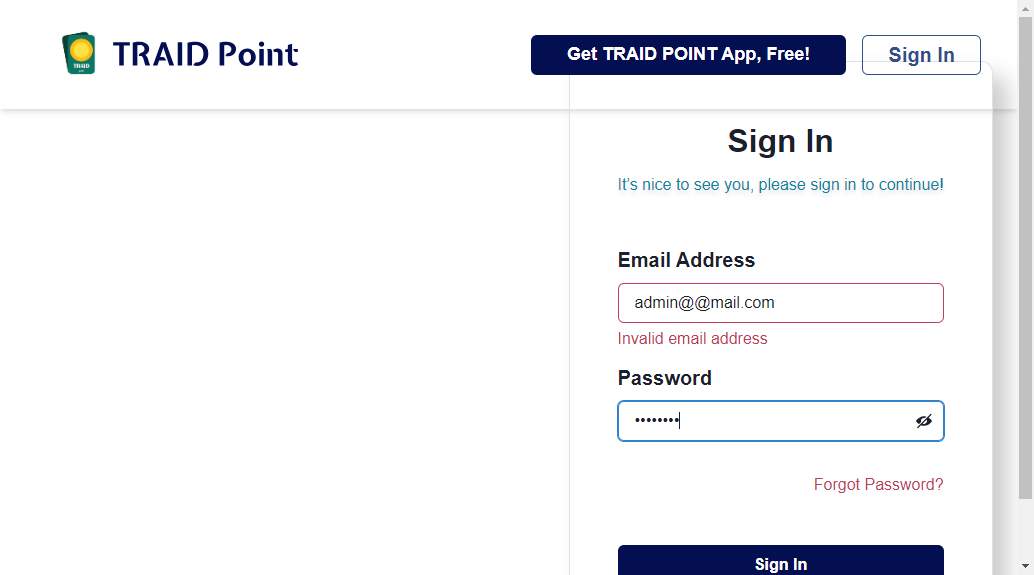 TRAID
TRAID Point
Get TRAID POINT App, Free!
Sign In
Sign In
It's nice to see you, please sign in to continue!
Email Address
admin@@mail.com
Invalid email address
Password
••••••••
Forgot Password?
Sign In